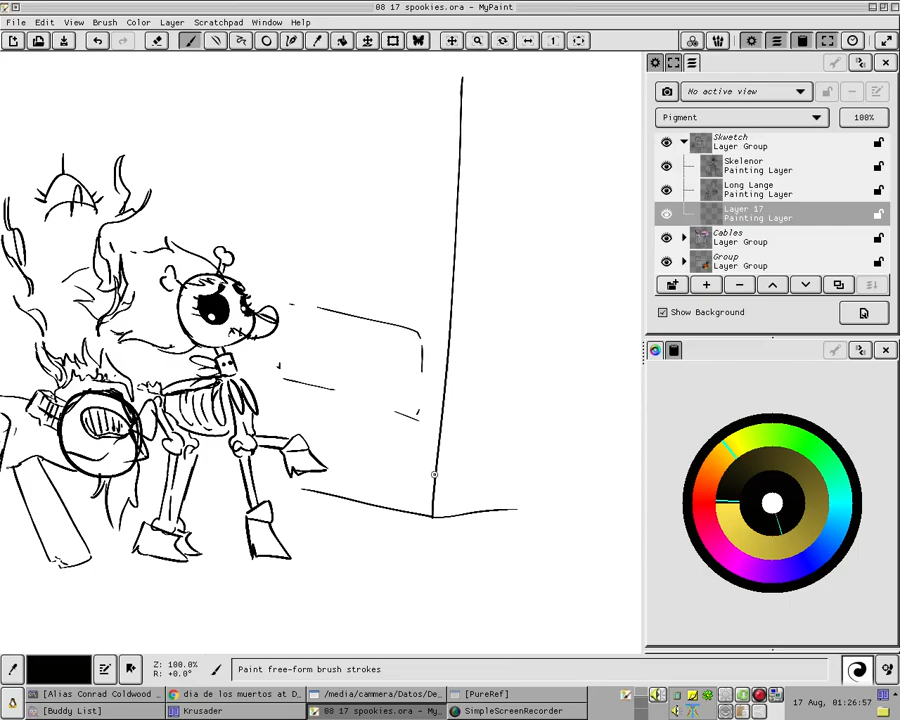 08 17 spookies.ora - MyPaint
File Edit View Brush Color Layer Scratchpad Window Help
No active view
Pigment 100%
Skwetch
Layer Group
Skelenor
Painting Layer
Long Lange
Painting Layer
Layer 17
Painting Layer
Cables
Layer Group
Group
Layer Group
Show Background
Z: 100.0%
R: +0.0°
Paint free-form brush strokes
[Alias Conrad Coldwood ...
dia de los muertos at D...
/media/cammera/Datos/De...
[PureRef]
[Buddy List]
Krusader
08 17 spookies.ora - My...
SimpleScreenRecorder
17 Aug, 01:26:57